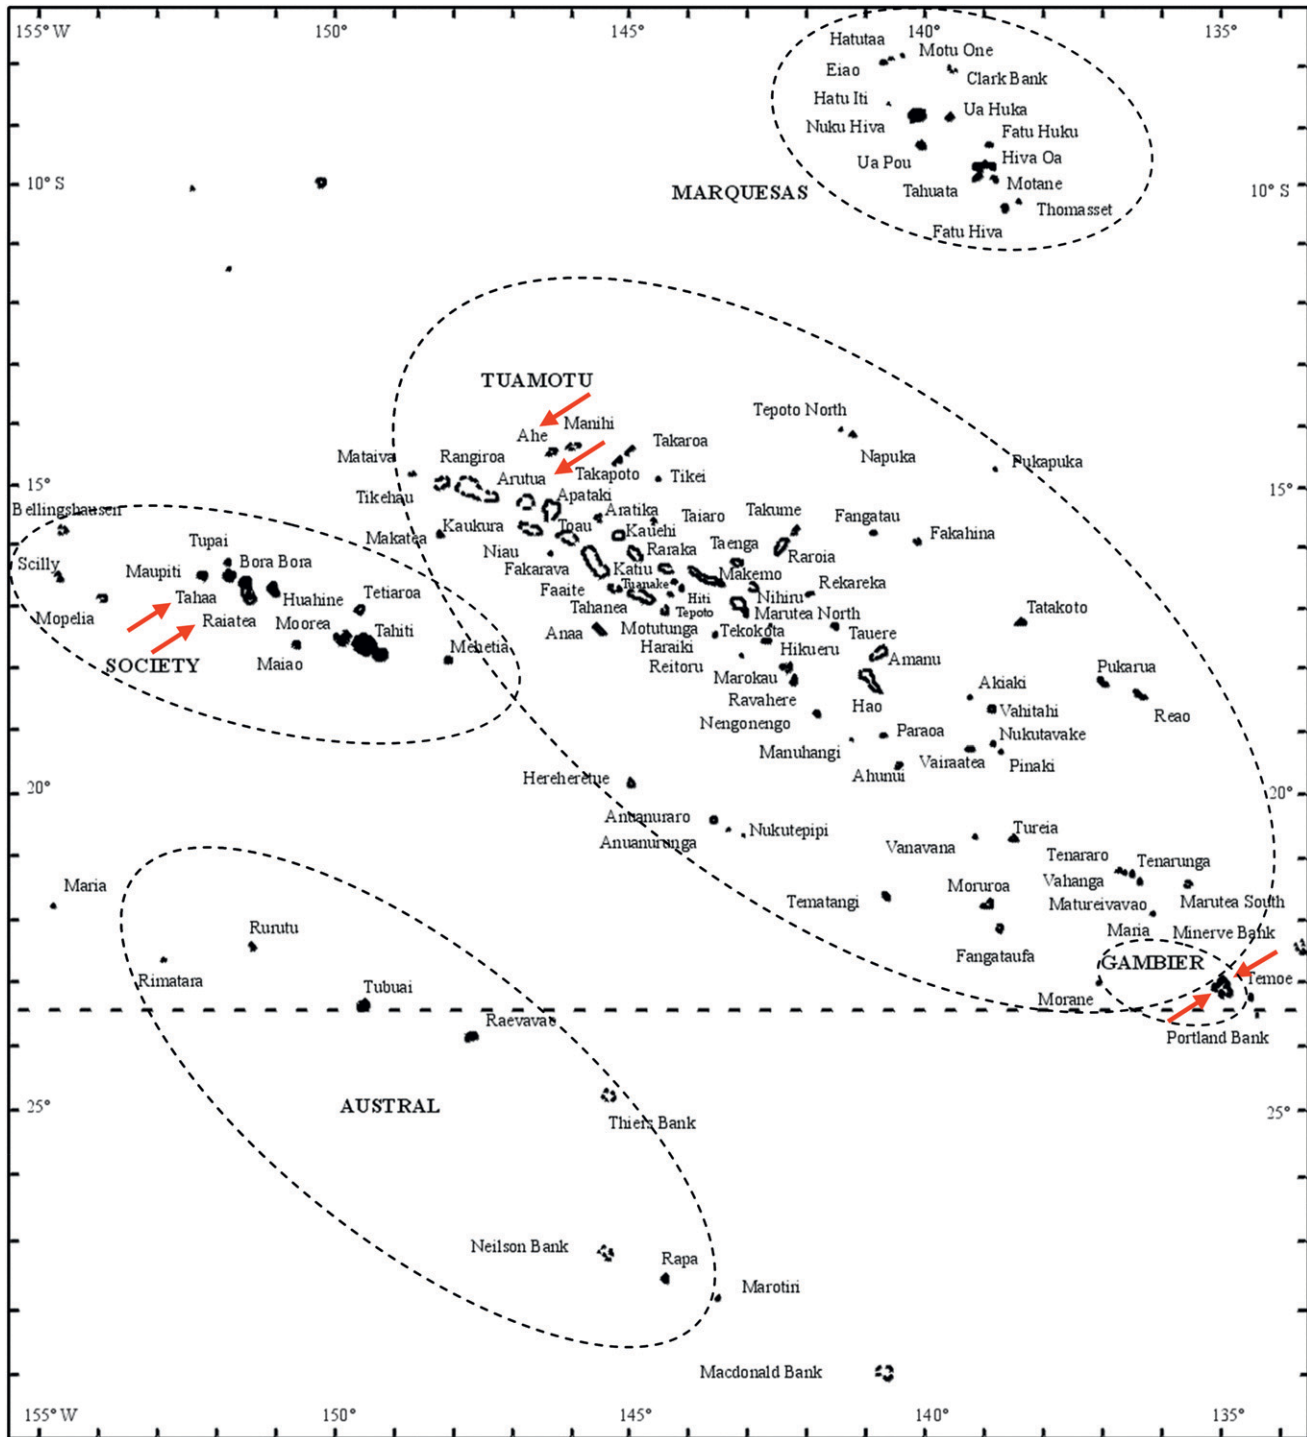 155° W
150°
145°
140°
135°
Hatutaa
Motu One
Eiao
Clark Bank
Hatu Iti
Ua Huka
Nuku Hiva
Fatu Huku
Ua Pou
Hiva Oa
10° S
MARQUESAS
Tahuata
Motane
10° S
Thomasset
Fatu Hiva
TUAMOTU
Tepoto North
Manihi
Ahe
Takaroa
Napuka
Mataiva
Rangiroa
Pukapuka
Arutua
Takapoto
Tikei
15°
Tikehau
Apataki
15°
Bellingshausen
Aratika
Takume
Fangatau
Makatea
Kaukura
Toau
Kauehi
Taiaro
Fakahina
Tupai
Taenga
Bora Bora
Niau
Raraka
Raroia
Scilly
Maupiti
Fakarava
Katiu
Makemo
Tuanake
Rekareka
Tetiaroa
Faaite
Nihiru
Tahaa
Huahine
Hiti
Mopelia
Tahanea
Tepoto
Marutea North
Tatakoto
Raiatea
Moorea
Tahiti
Anaa
Motutunga
Tekokota
Tauere
Haraiki
Hikueru
Mehetia
Amanu
SOCIETY
Maiao
Reitoru
Pukarua
Marokau
Akiaki
Ravahere
Hao
Vahitahi
Reao
Nengonengo
Paraoa
Nukutavake
Manuhangi
Vairaatea
Pinaki
Ahunui
Hereheretue
20°
20°
Anuanuraro
Nukutepipi
Tureia
Anuanurunga
Vanavana
Tenararo
Tenarunga
Maria
Vahanga
Moruroa
Tematangi
Matureivavao
Marutea South
Rurutu
Maria
Minerve Bank
Fangataufa
GAMBIER
Rimatara
Temoe
Tubuai
Morane
Raevavae
Portland Bank
AUSTRAL
25°
25°
Thiers Bank
Neilson Bank
Rapa
Marotiri
Macdonald Bank
155° W
150°
145°
140°
135°